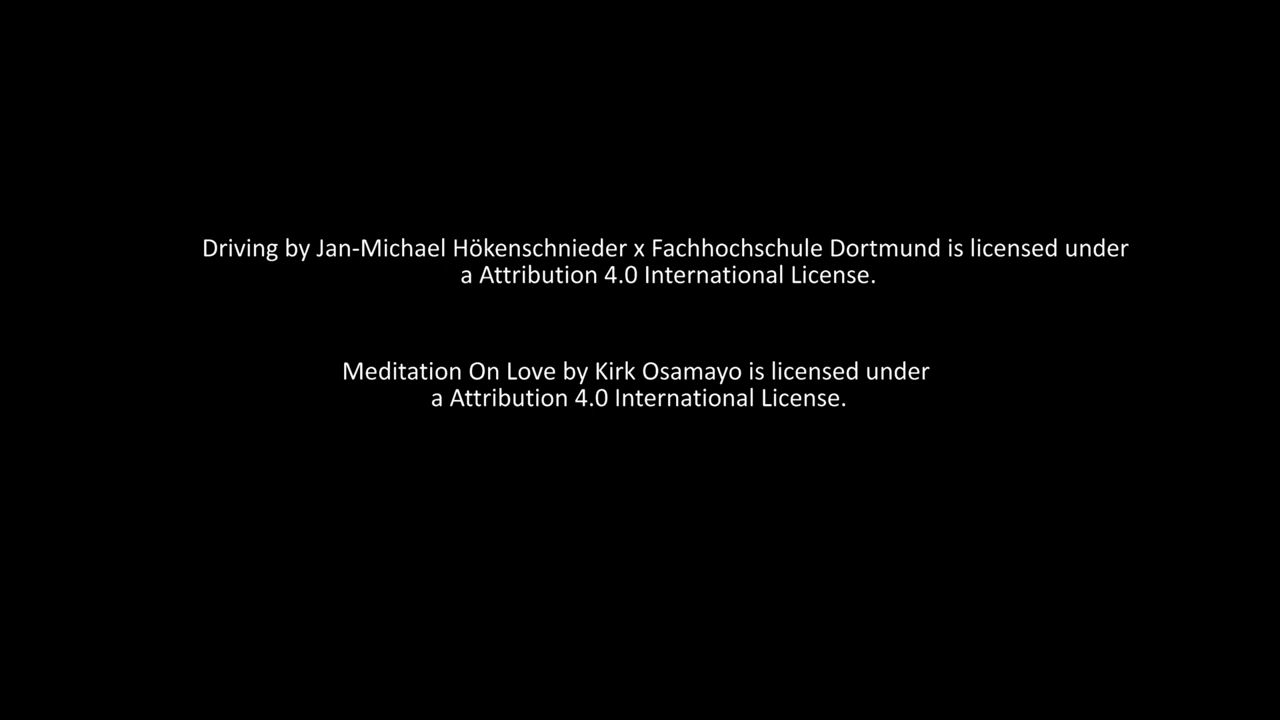 Driving by Jan-Michael Hökenschnieder x Fachhochschule Dortmund is licensed under
a Attribution 4.0 International License.
Meditation On Love by Kirk Osamayo is licensed under
a Attribution 4.0 International License.